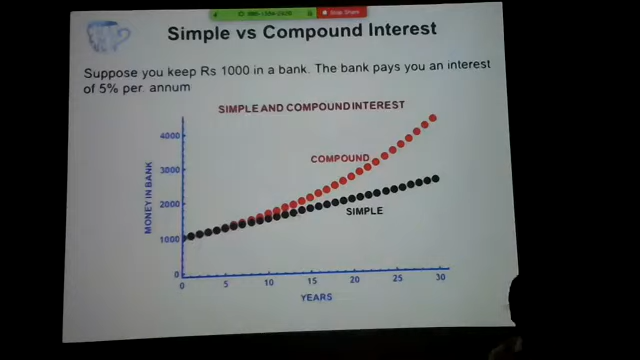 Stop Share
Simple vs Compound Interest
Suppose you keep Rs 1000 in a bank. The bank pays you an interest
of 5% per. annum
SIMPLE AND COMPOUND INTEREST
4000
3000
2000
1000
0
MONEY IN BANK
COMPOUND
SIMPLE
0 5 10 15 20 25 30
YEARS